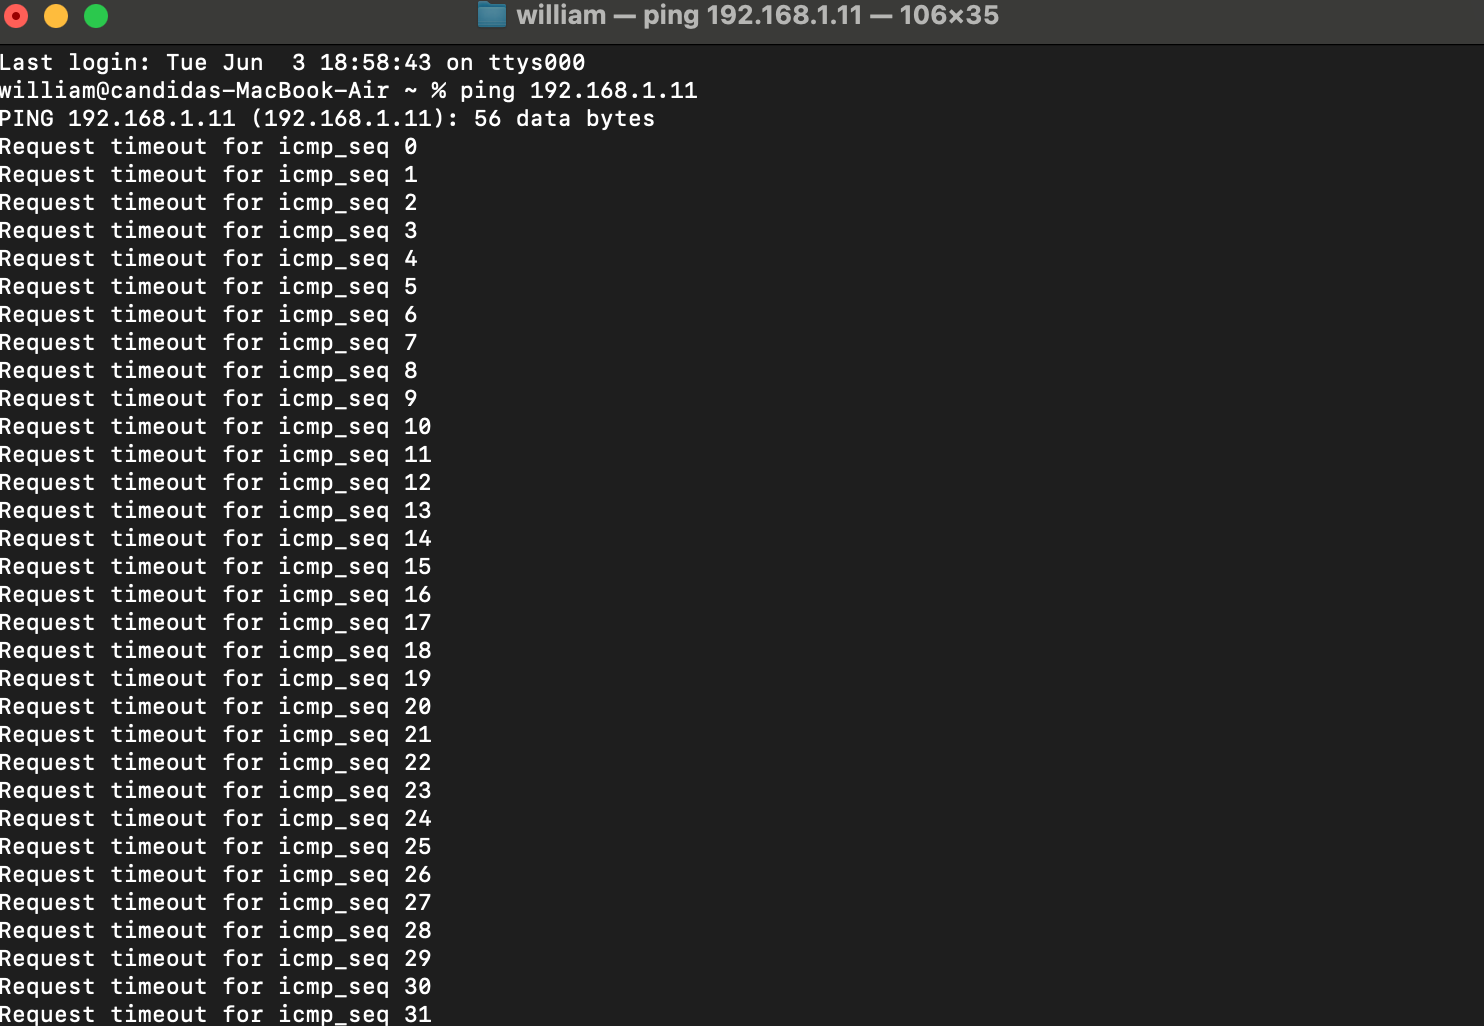 william — ping 192.168.1.11 — 106×35
Last login: Tue Jun  3 18:58:43 on ttys000
william@candidas-MacBook-Air ~ % ping 192.168.1.11
PING 192.168.1.11 (192.168.1.11): 56 data bytes
Request timeout for icmp_seq 0
Request timeout for icmp_seq 1
Request timeout for icmp_seq 2
Request timeout for icmp_seq 3
Request timeout for icmp_seq 4
Request timeout for icmp_seq 5
Request timeout for icmp_seq 6
Request timeout for icmp_seq 7
Request timeout for icmp_seq 8
Request timeout for icmp_seq 9
Request timeout for icmp_seq 10
Request timeout for icmp_seq 11
Request timeout for icmp_seq 12
Request timeout for icmp_seq 13
Request timeout for icmp_seq 14
Request timeout for icmp_seq 15
Request timeout for icmp_seq 16
Request timeout for icmp_seq 17
Request timeout for icmp_seq 18
Request timeout for icmp_seq 19
Request timeout for icmp_seq 20
Request timeout for icmp_seq 21
Request timeout for icmp_seq 22
Request timeout for icmp_seq 23
Request timeout for icmp_seq 24
Request timeout for icmp_seq 25
Request timeout for icmp_seq 26
Request timeout for icmp_seq 27
Request timeout for icmp_seq 28
Request timeout for icmp_seq 29
Request timeout for icmp_seq 30
Request timeout for icmp_seq 31